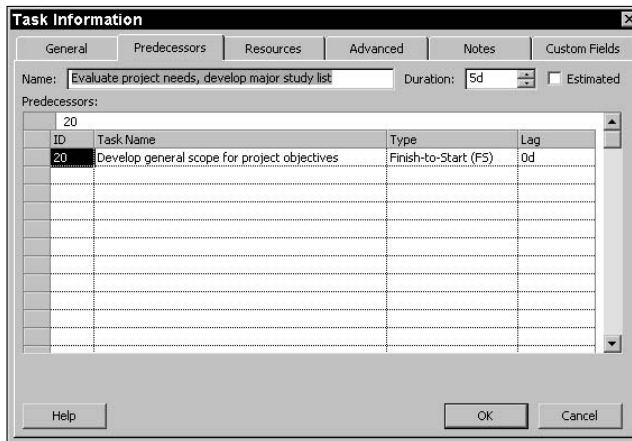 Task Information
General Predecessors Resources Advanced Notes Custom Fields
Name: Evaluate project needs, develop major study list Duration: 5d Estimated
Predecessors:
20
ID Task Name Type Lag
20 Develop general scope for project objectives Finish-to-Start (FS) 0d
Help OK Cancel